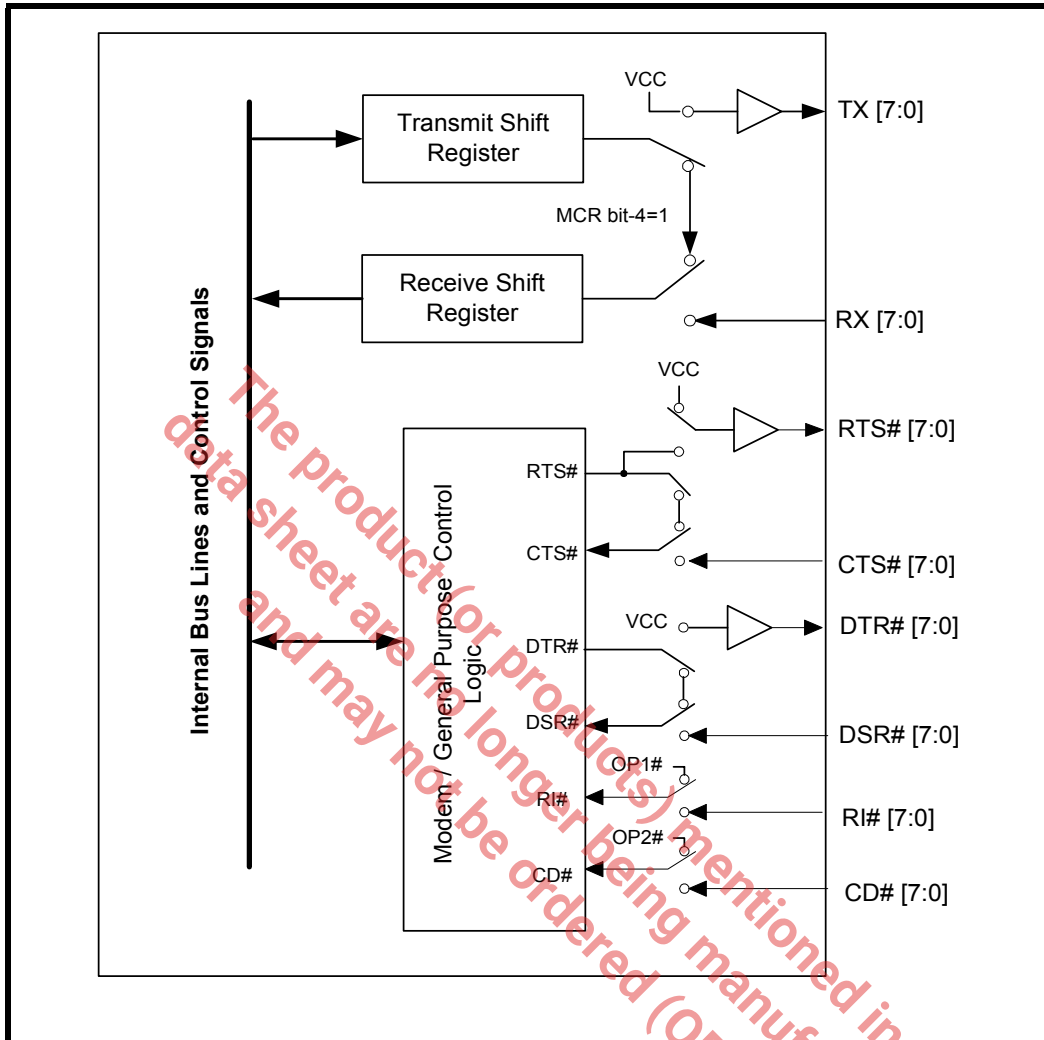 VCC
TX [7:0]
Transmit Shift
Register
MCR bit-4=1
Receive Shift
Register
RX [7:0]
Internal Bus Lines and Control Signals
VCC
RTS# [7:0]
RTS#
CTS#
CTS# [7:0]
Modem / General Purpose Control
Logic
VCC
DTR# [7:0]
DTR#
DSR#
DSR# [7:0]
OP1#
RI#
RI# [7:0]
OP2#
CD#
CD# [7:0]
The product (or products) mentioned in
data sheet are no longer being manuf
and may not be ordered (O